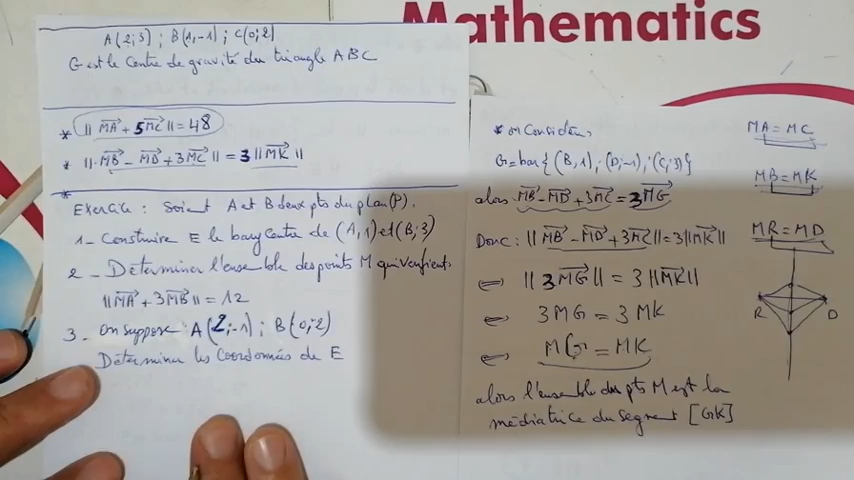 Mathematics
A(2;3) ; B(1,-1) ; C(0;2)
G est le centre de gravité du triangle ABC
* ||MA + 5MC|| = 48
* || MB - MD + 3MC || = 3||MK ||
*
Exercice : Soient A et B deux pts du plan (P).
1- Construire E le barycentre de (A,1) et (B;3)
2 - Déterminer l'ensemble des points M qui vérifient
||MA + 3MB|| = 12
3 - on suppose A(2,-1) ; B(0,-2)
Déterminer les coordonnées de E
* on considère
G = bar{(B,1) ; (D;-1), (C;3)}
alors MB - MD + 3MC = 3MG
Donc : ||MB - MD + 3MC|| = 3||MK||
⇔ || 3MG || = 3 ||MK||
⇔ 3MG = 3 MK
⇔ MG = MK
alors l'ensemble des pts M est la
médiatrice du segment [GK]
MA = MC
MB = MK
MR = MD
R D